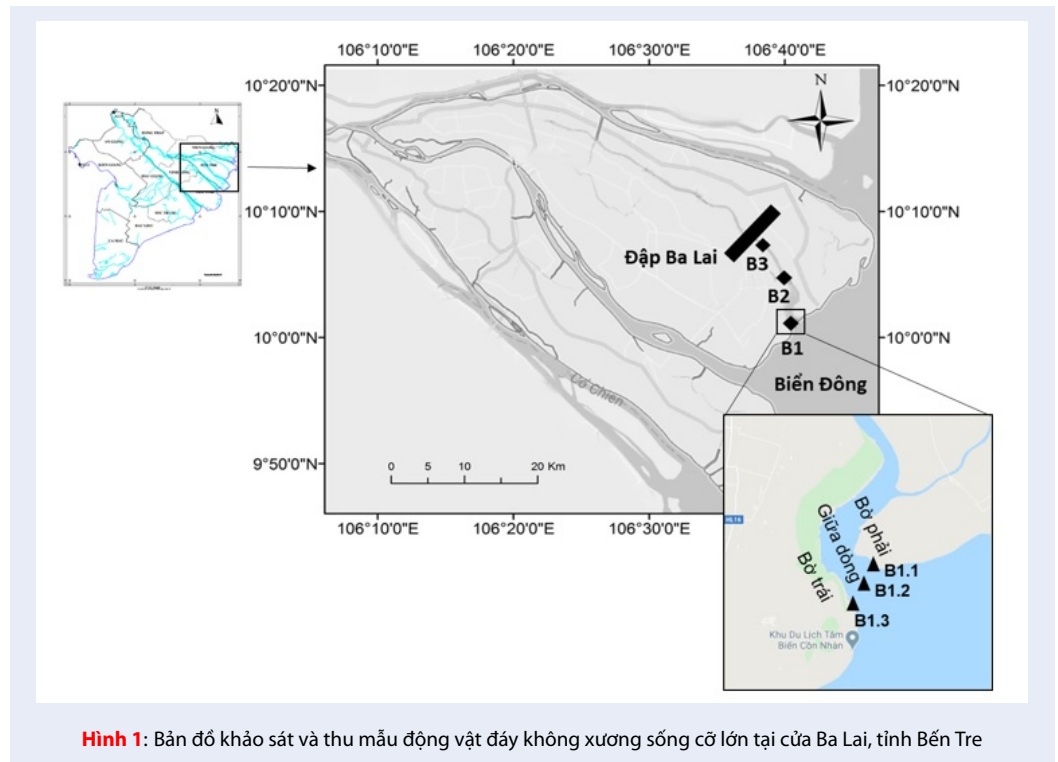 106°10'0"E 106°20'0"E 106°30'0"E 106°40'0"E
10°20'0"N 10°20'0"N
N
10°10'0"N 10°10'0"N
Đập Ba Lai
B3
B2
10°0'0"N 10°0'0"N
B1
Biển Đông
Cổ Chiên
9°50'0"N
0 5 10 20 Km
106°10'0"E 106°20'0"E 106°30'0"E
Bờ phải
Giữa dòng
Bờ trái
B1.1
B1.2
B1.3
Khu Du Lịch Tâm
Biển Cồn Nhàn
Hình 1: Bản đồ khảo sát và thu mẫu động vật đáy không xương sống cỡ lớn tại cửa Ba Lai, tỉnh Bến Tre